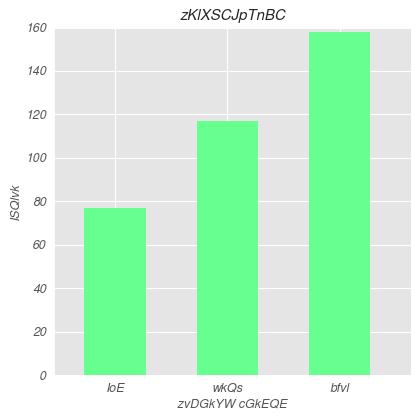 zKlXSCJpTnBC
160
140
120
100
80
60
40
20
0
lSQlvk
loE
wkQs
bfvl
zvDGkYW cGkEQE